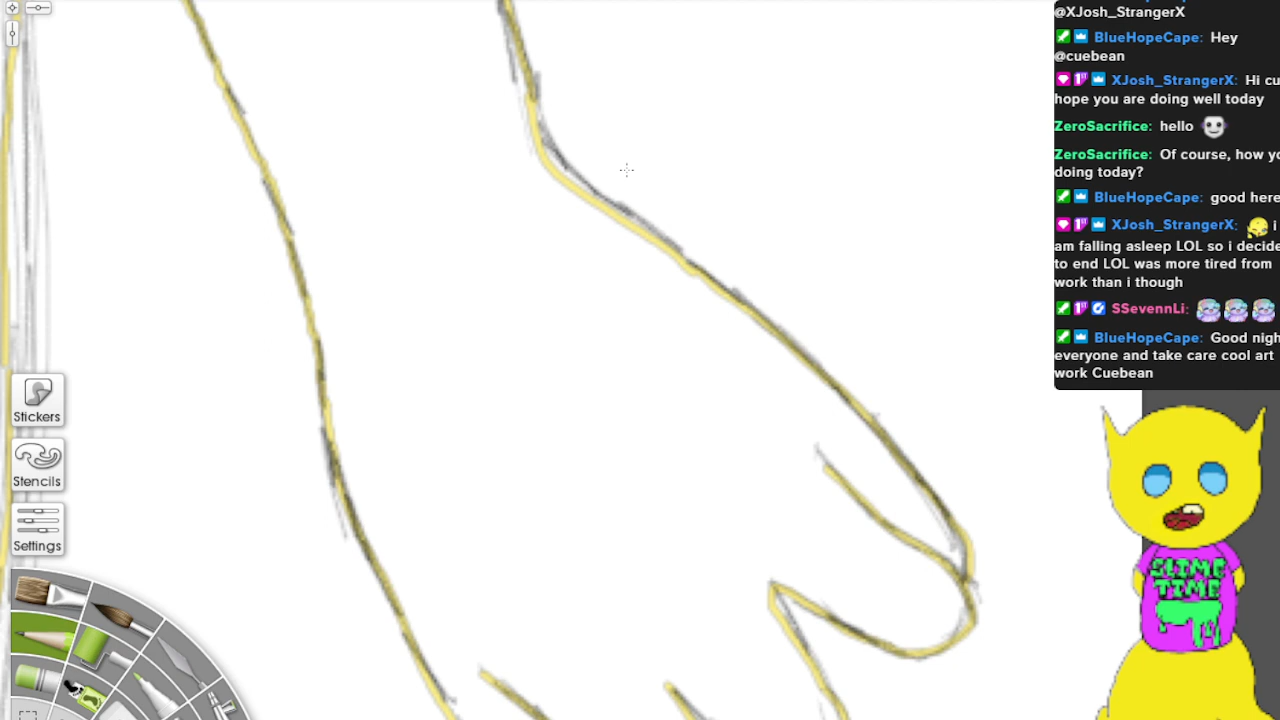 @XJosh_StrangerX
BlueHopeCape: Hey
@cuebean
XJosh_StrangerX: Hi cu
hope you are doing well today
ZeroSacrifice: hello
ZeroSacrifice: Of course, how yo
doing today?
BlueHopeCape: good here
XJosh_StrangerX: i
am falling asleep LOL so i decide
to end LOL was more tired from
work than i though
SSevennLi:
BlueHopeCape: Good nigh
everyone and take care cool art
work Cuebean
Stickers
Stencils
Settings
SLIME
TIME